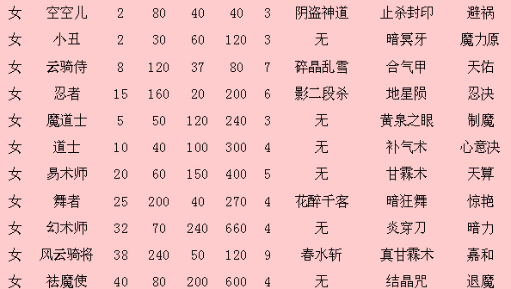 女 空空儿 2 80 40 40 3 阴盗神道 止杀封印 避祸
女 小丑 2 30 60 120 3 无 暗冥牙 魔力原
女 云骑侍 8 120 37 80 7 碎晶乱雪 合气甲 天佑
女 忍者 15 160 20 200 6 影二段杀 地星陨 忍决
女 魔道士 5 50 120 240 3 无 黄泉之眼 制魔
女 道士 10 40 100 300 4 无 补气术 心意决
女 易术师 20 60 150 400 5 无 甘霖术 天算
女 舞者 25 200 40 270 4 花醉千客 暗狂舞 惊艳
女 幻术师 32 70 240 660 4 无 炎穿刀 暗力
女 风云骑将 38 240 50 120 9 春水斩 真甘霖术 嘉和
女 祛魔使 40 80 200 600 4 无 结晶咒 退魔